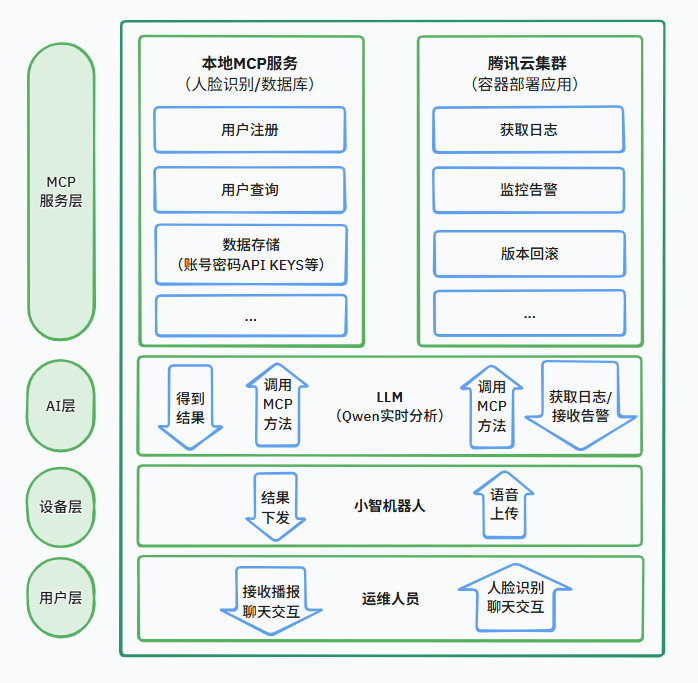 MCP
服务层
本地MCP服务
（人脸识别/数据库）
用户注册
用户查询
数据存储
（账号密码API KEYS等）
...
腾讯云集群
（容器部署应用）
获取日志
监控告警
版本回滚
...
AI层
得到
结果
调用
MCP
方法
LLM
（Qwen实时分析）
调用
MCP
方法
获取日志/
接收告警
设备层
结果
下发
小智机器人
语音
上传
用户层
接收播报
聊天交互
运维人员
人脸识别
聊天交互